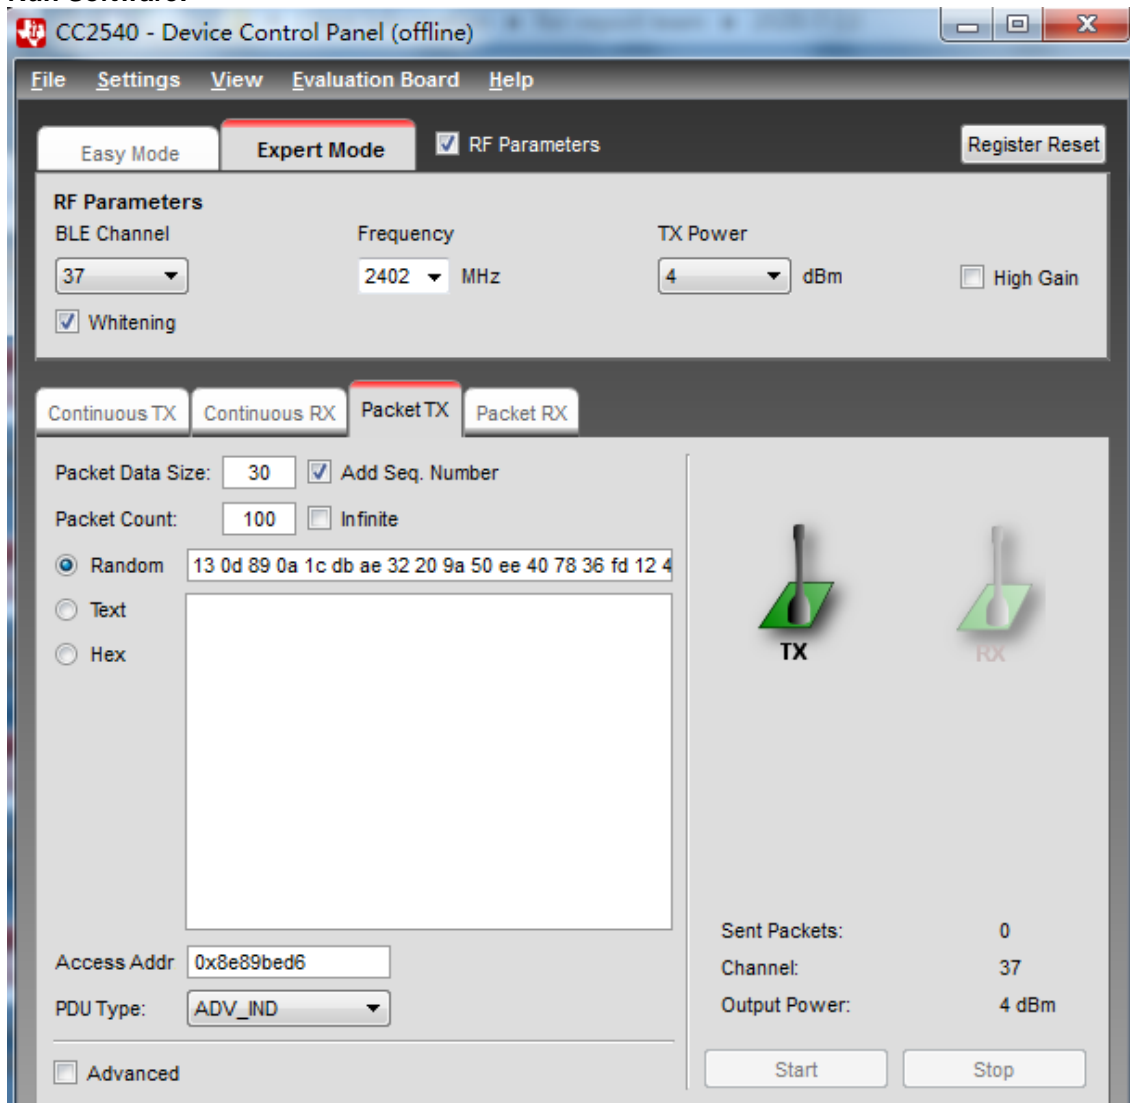 Run Software:
CC2540 - Device Control Panel (offline)
File Settings View Evaluation Board Help
Easy Mode Expert Mode RF Parameters Register Reset
RF Parameters
BLE Channel Frequency TX Power
37 2402 MHz 4 dBm High Gain
Whitening
Continuous TX Continuous RX Packet TX Packet RX
Packet Data Size: 30 Add Seq. Number
Packet Count: 100 Infinite
Random 13 0d 89 0a 1c db ae 32 20 9a 50 ee 40 78 36 fd 12 4
Text
Hex
TX RX
Sent Packets: 0
Access Addr 0x8e89bed6
Channel: 37
PDU Type: ADV_IND
Output Power: 4 dBm
Advanced
Start Stop